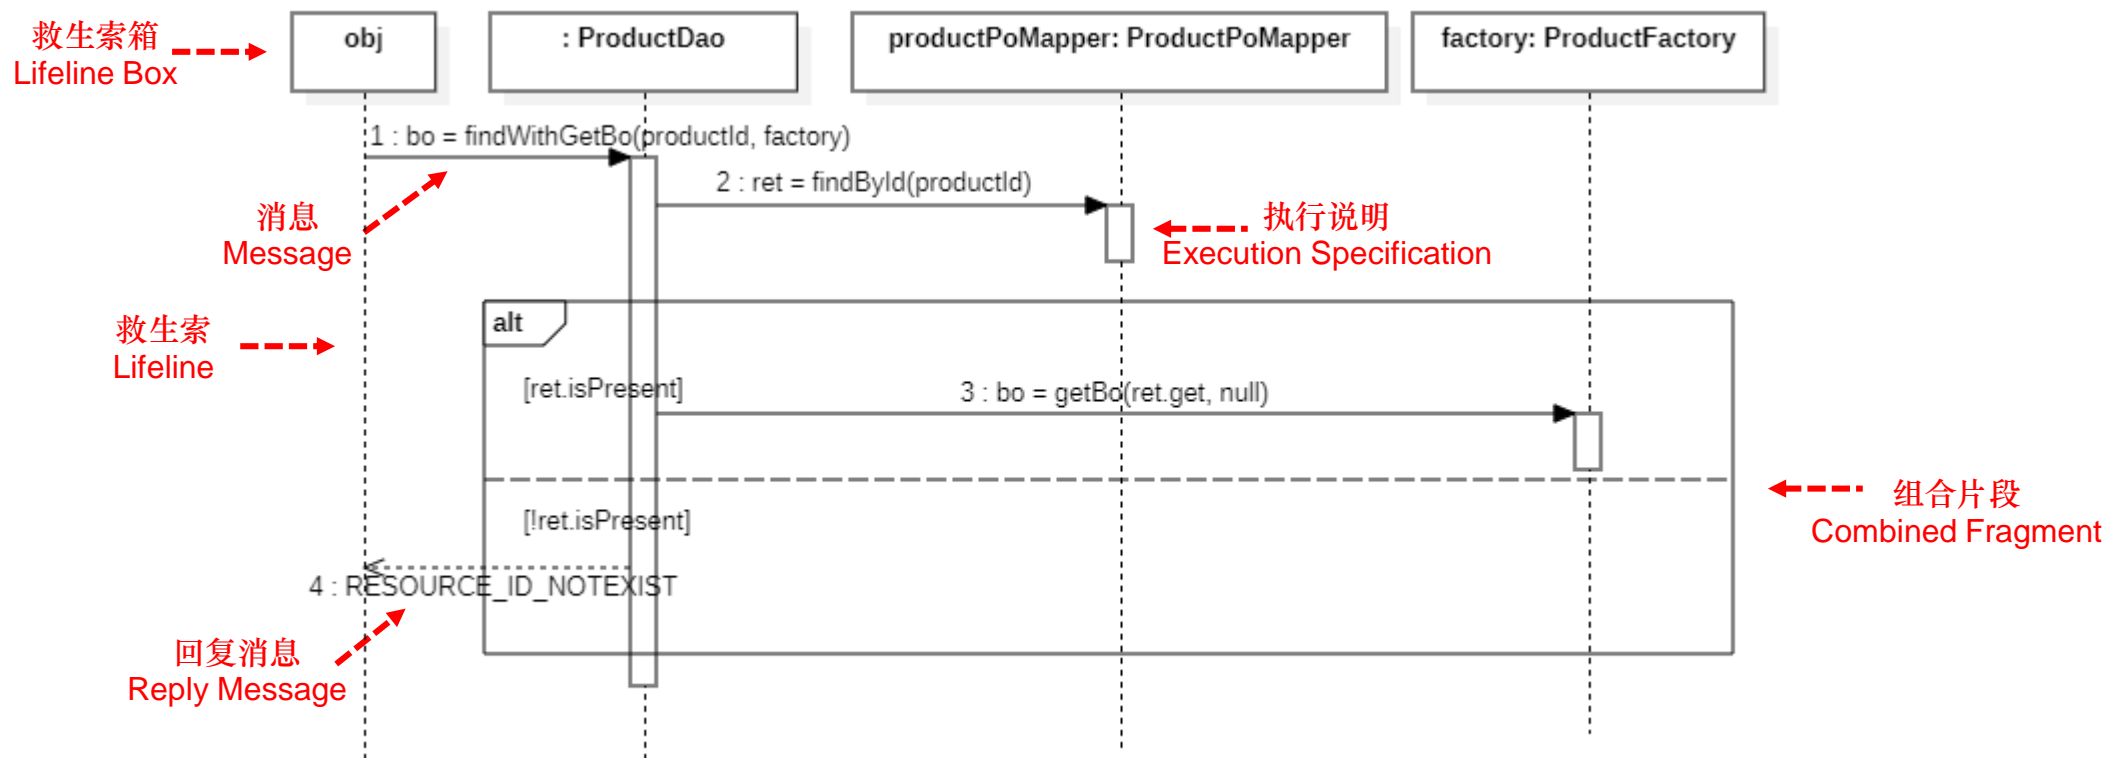 救生索箱
Lifeline Box
obj
: ProductDao
productPoMapper: ProductPoMapper
factory: ProductFactory
1 : bo = findWithGetBo(productId, factory)
消息
Message
2 : ret = findById(productId)
执行说明
Execution Specification
救生索
Lifeline
alt
[ret.isPresent]
3 : bo = getBo(ret.get, null)
[!ret.isPresent]
组合片段
Combined Fragment
4 : RESOURCE_ID_NOTEXIST
回复消息
Reply Message